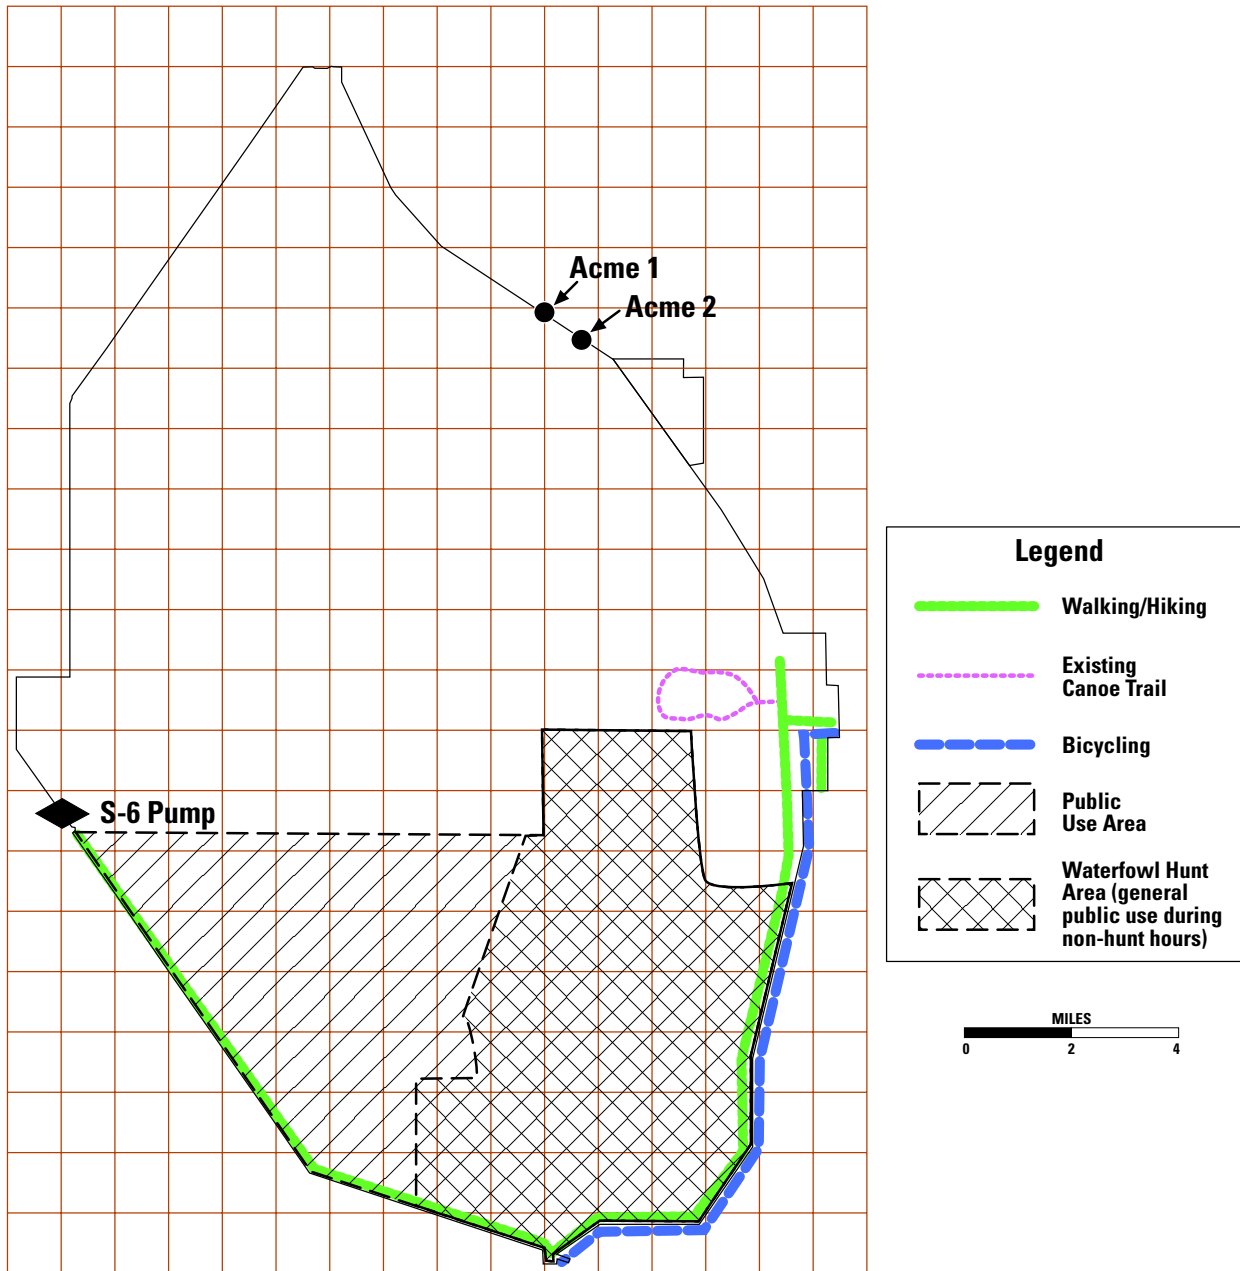 Acme 1
Acme 2
S-6 Pump
Legend
Walking/Hiking
Existing
Canoe Trail
Bicycling
Public
Use Area
Waterfowl Hunt
Area (general
public use during
non-hunt hours)
MILES
0 2 4